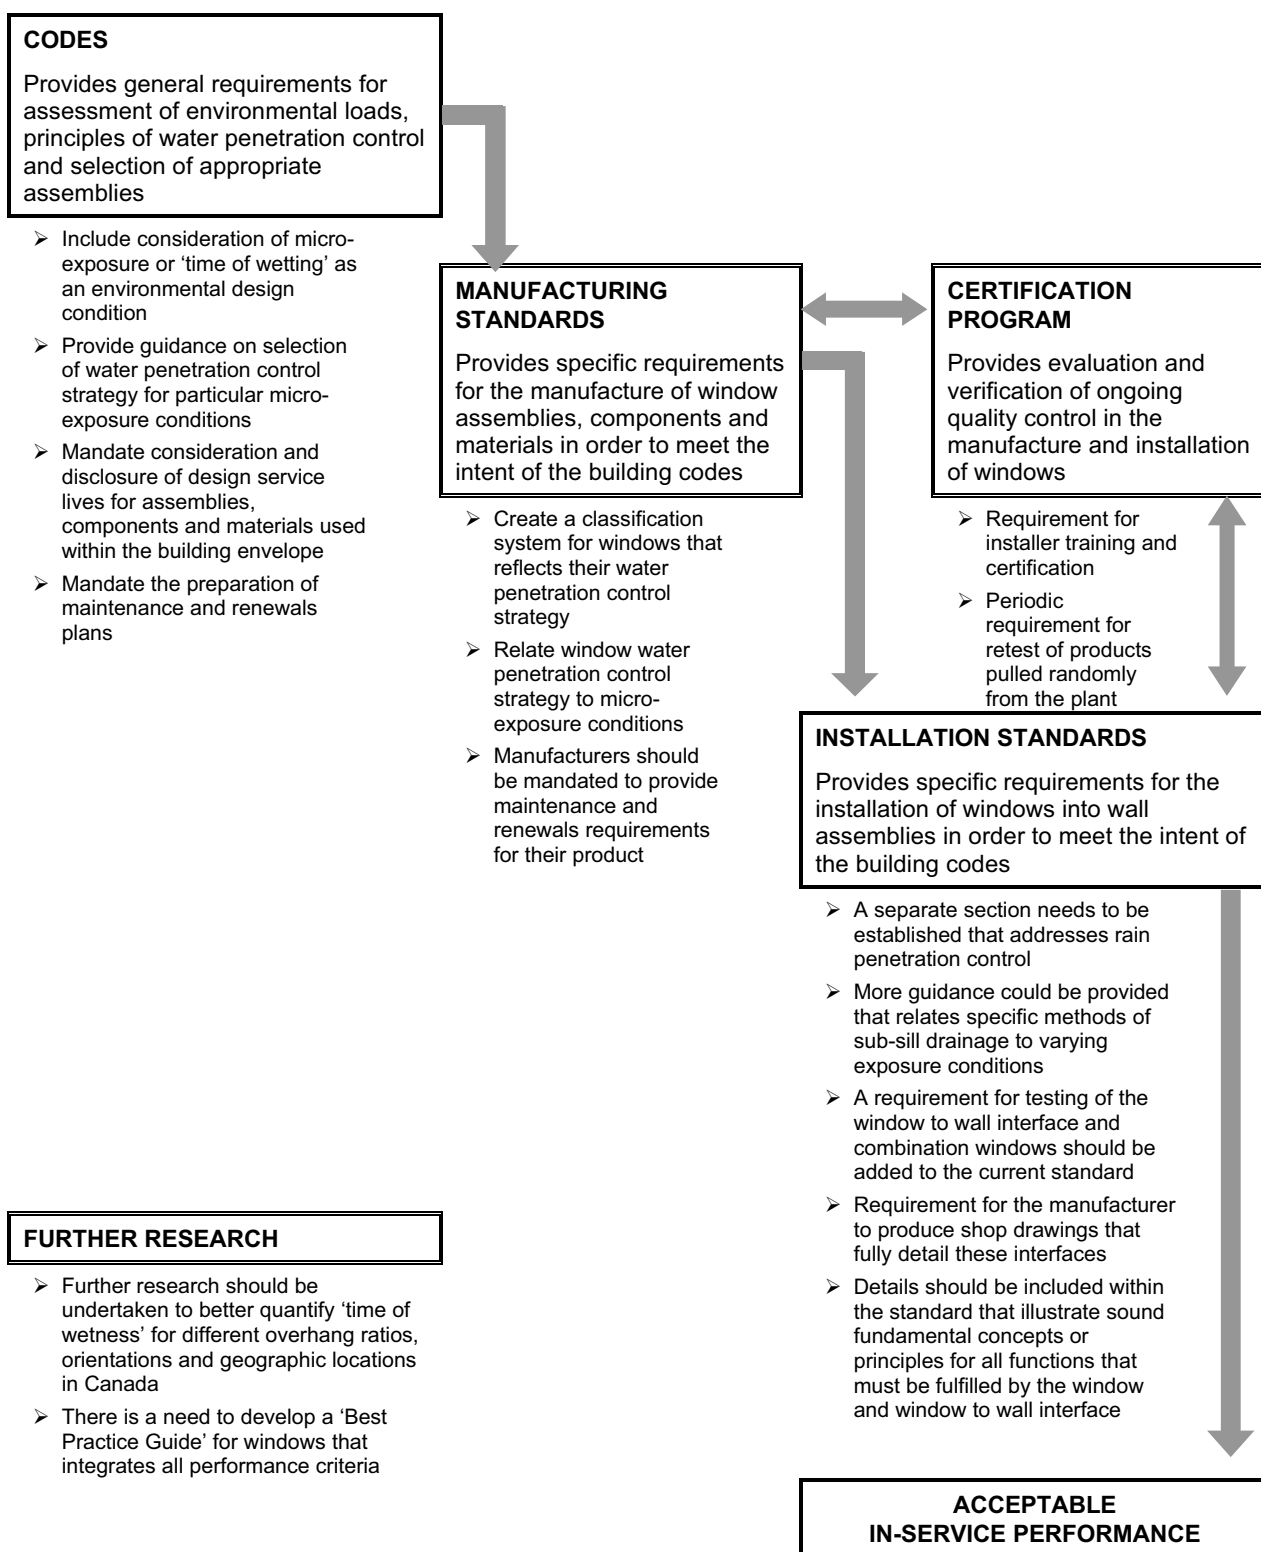 CODES
Provides general requirements for
assessment of environmental loads,
principles of water penetration control
and selection of appropriate
assemblies
➢ Include consideration of micro-
exposure or ‘time of wetting’ as
an environmental design
condition
➢ Provide guidance on selection
of water penetration control
strategy for particular micro-
exposure conditions
➢ Mandate consideration and
disclosure of design service
lives for assemblies,
components and materials used
within the building envelope
➢ Mandate the preparation of
maintenance and renewals
plans
MANUFACTURING
STANDARDS
Provides specific requirements
for the manufacture of window
assemblies, components and
materials in order to meet the
intent of the building codes
➢ Create a classification
system for windows that
reflects their water
penetration control
strategy
➢ Relate window water
penetration control
strategy to micro-
exposure conditions
➢ Manufacturers should
be mandated to provide
maintenance and
renewals requirements
for their product
CERTIFICATION
PROGRAM
Provides evaluation and
verification of ongoing
quality control in the
manufacture and installation
of windows
➢ Requirement for
installer training and
certification
➢ Periodic
requirement for
retest of products
pulled randomly
from the plant
INSTALLATION STANDARDS
Provides specific requirements for the
installation of windows into wall
assemblies in order to meet the intent of
the building codes
➢ A separate section needs to be
established that addresses rain
penetration control
➢ More guidance could be provided
that relates specific methods of
sub-sill drainage to varying
exposure conditions
➢ A requirement for testing of the
window to wall interface and
combination windows should be
added to the current standard
➢ Requirement for the manufacturer
to produce shop drawings that
fully detail these interfaces
➢ Details should be included within
the standard that illustrate sound
fundamental concepts or
principles for all functions that
must be fulfilled by the window
and window to wall interface
FURTHER RESEARCH
➢ Further research should be
undertaken to better quantify ‘time of
wetness’ for different overhang ratios,
orientations and geographic locations
in Canada
➢ There is a need to develop a ‘Best
Practice Guide’ for windows that
integrates all performance criteria
ACCEPTABLE
IN-SERVICE PERFORMANCE